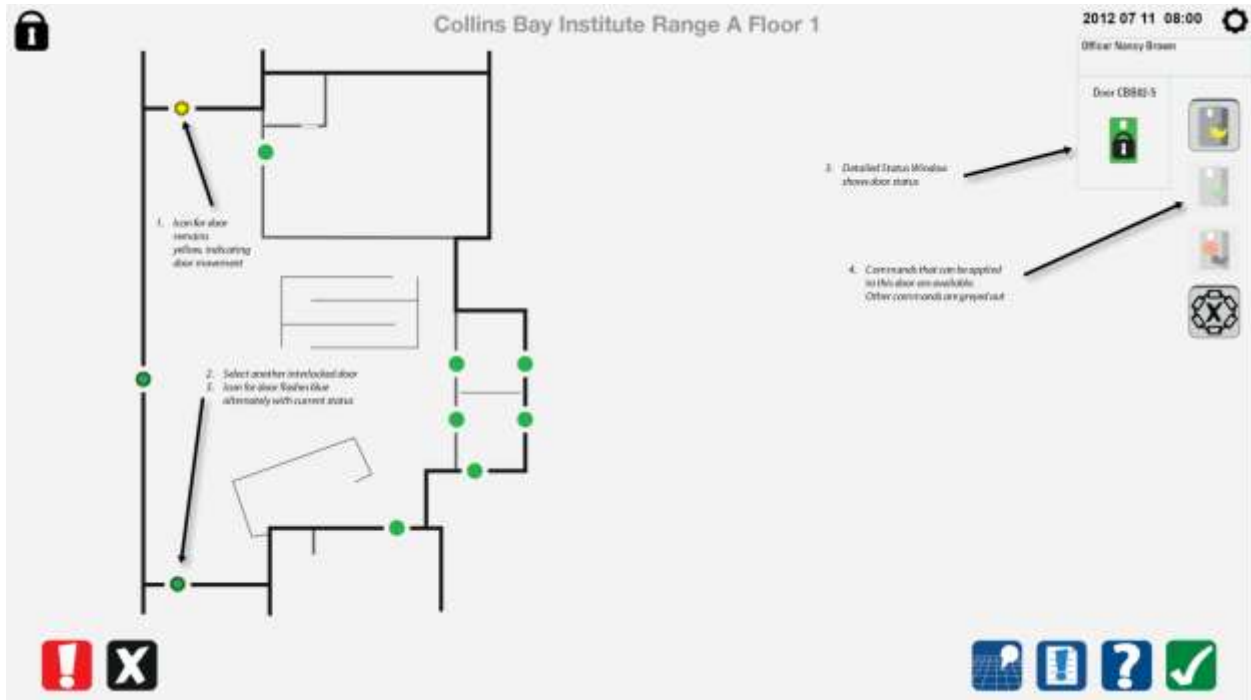 Collins Bay Institute Range A Floor 1
2012 07 11 08:00
Officer Nancy Brown
Door CBB02-5
1. Icon for door
remains
yellow, indicating
door movement
3. Detailed Status Window
shows door status
4. Commands that can be applied
to this door are available.
Other commands are greyed out
2. Select another interlocked door
3. Icon for door flashes blue
alternately with current status